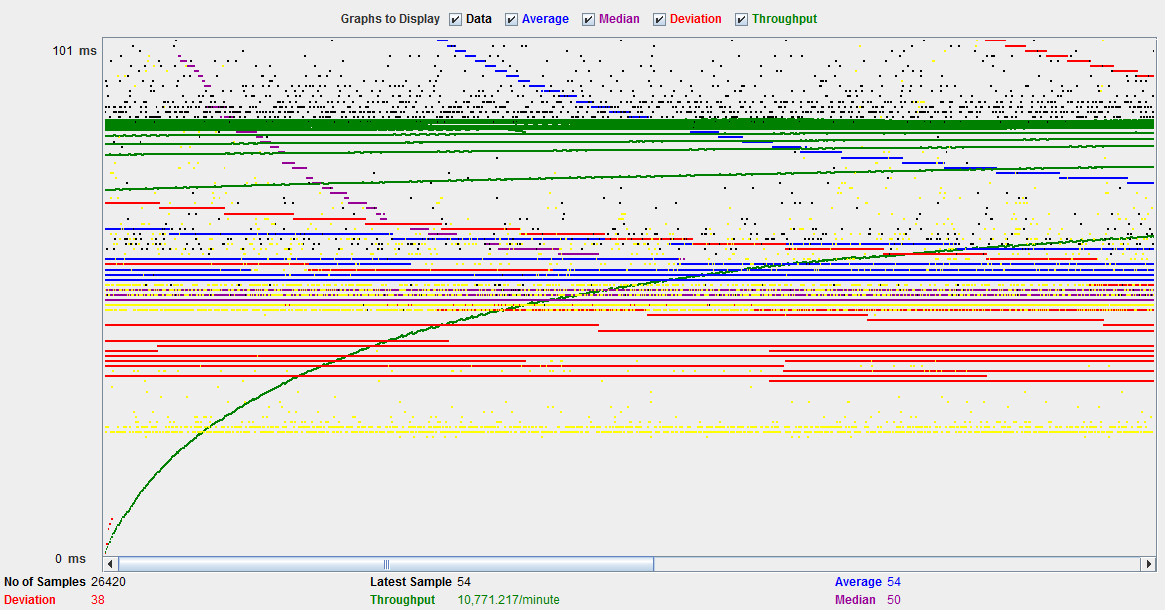 Graphs to Display Data Average Median Deviation Throughput
101 ms
0 ms
No of Samples 26420 Latest Sample 54 Average 54
Deviation 38 Throughput 10,771.217/minute Median 50